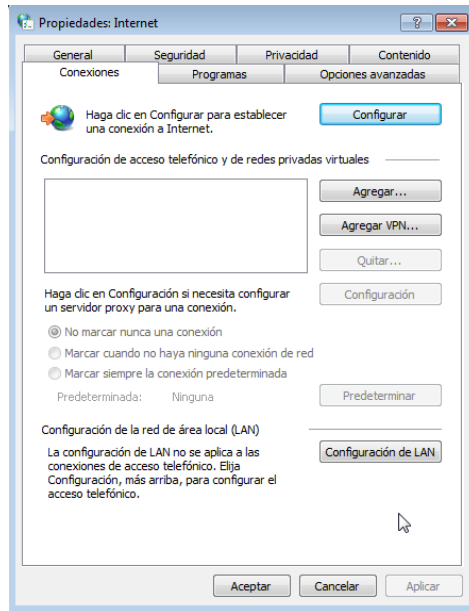 Propiedades: Internet
General Seguridad Privacidad Contenido
Conexiones Programas Opciones avanzadas
Haga clic en Configurar para establecer
una conexión a Internet.
Configurar
Configuración de acceso telefónico y de redes privadas virtuales
Agregar...
Agregar VPN...
Quitar...
Haga clic en Configuración si necesita configurar
un servidor proxy para una conexión.
Configuración
No marcar nunca una conexión
Marcar cuando no haya ninguna conexión de red
Marcar siempre la conexión predeterminada
Predeterminada: Ninguna
Predeterminar
Configuración de la red de área local (LAN)
La configuración de LAN no se aplica a las
conexiones de acceso telefónico. Elija
Configuración, más arriba, para configurar el
acceso telefónico.
Configuración de LAN
Aceptar Cancelar Aplicar